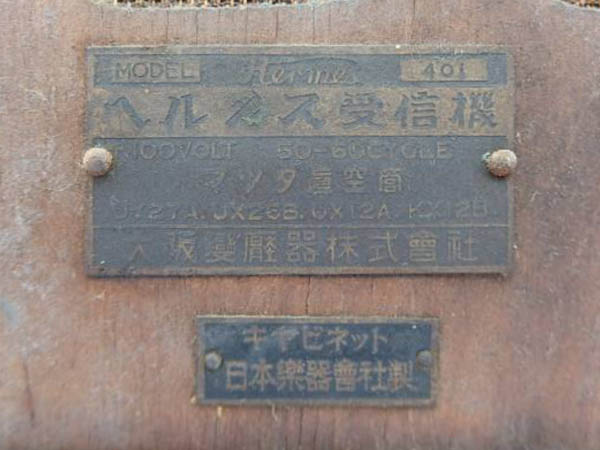 MODEL Hermes 401
ヘルメス受信機
100VOLT 50-60CYCLE
マツダ真空管
UY27A. UX26B. UX12A. KX12B
大阪變壓器株式會社
キヤビネット
日本樂器會社製